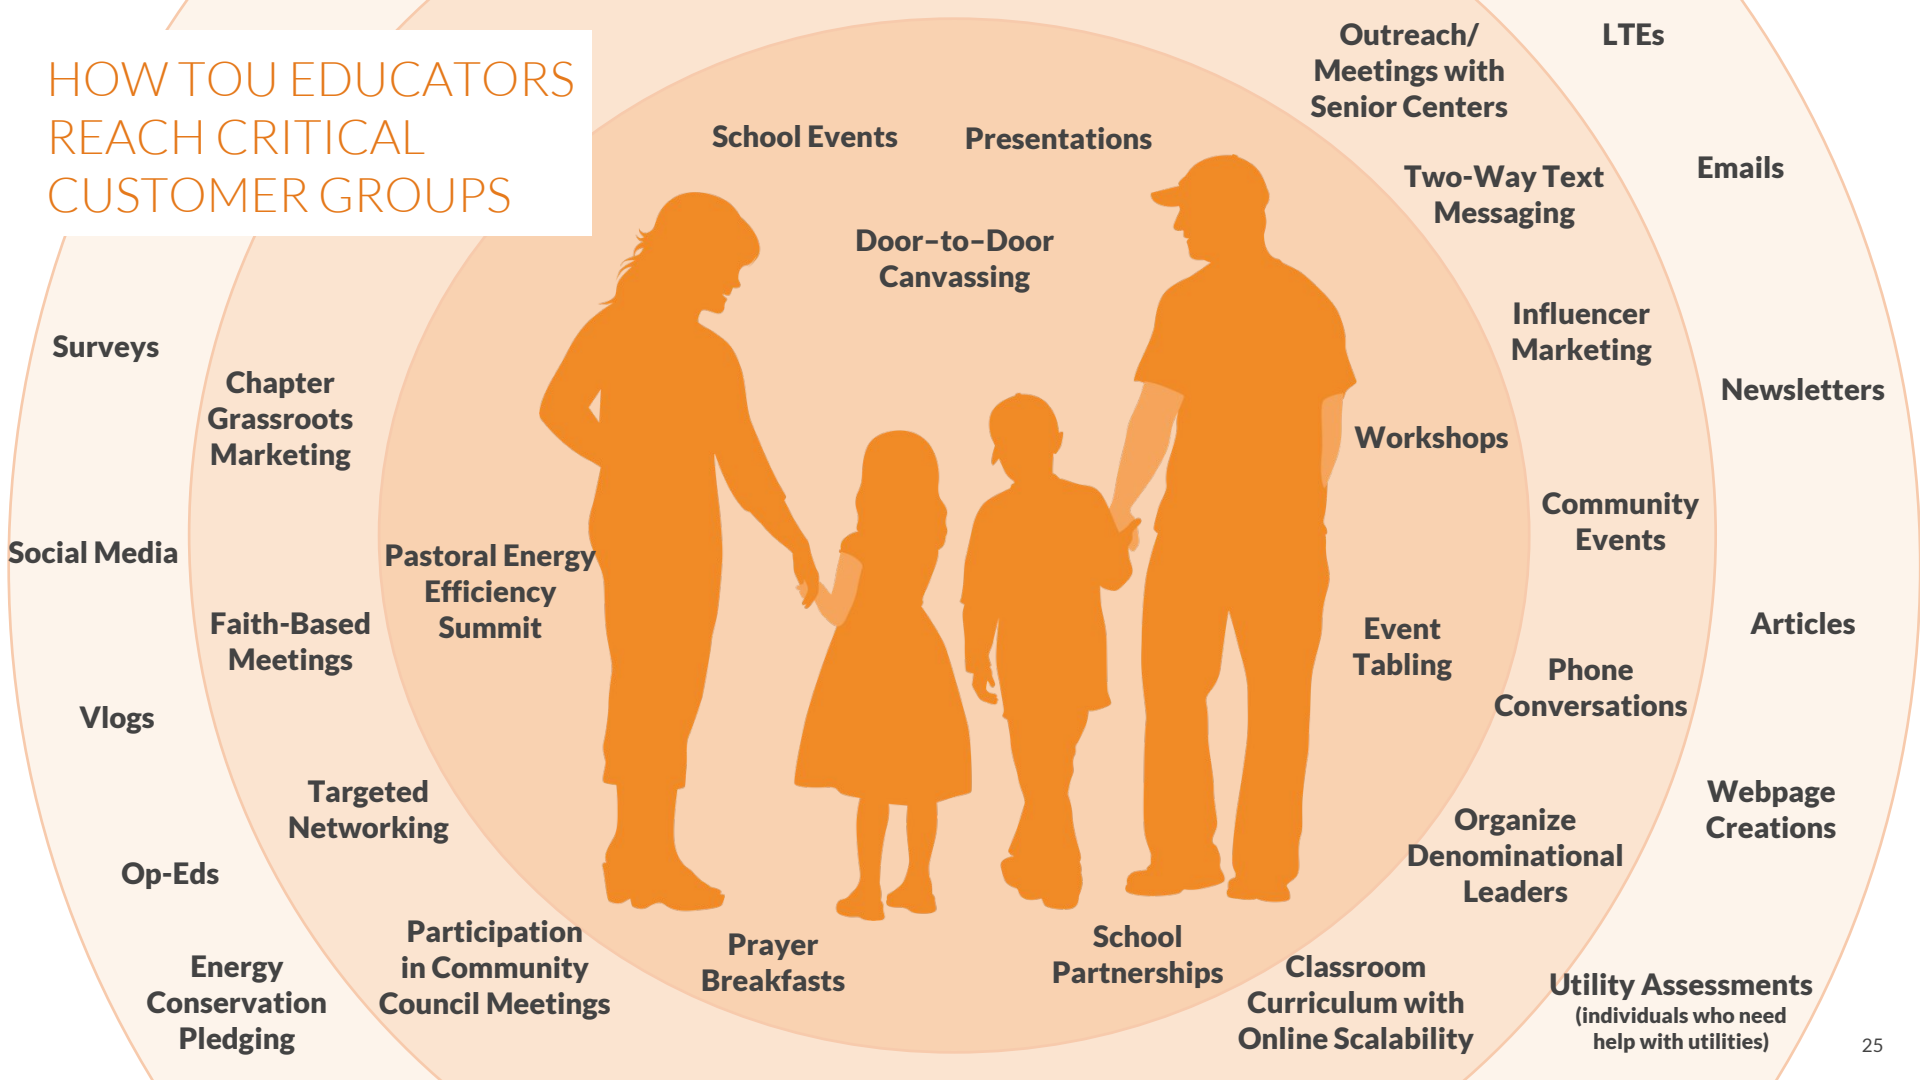 HOW TOU EDUCATORS
REACH CRITICAL
CUSTOMER GROUPS
School Events
Presentations
Door–to–Door
Canvassing
Outreach/
Meetings with
Senior Centers
LTEs
Two-Way Text
Messaging
Emails
Influencer
Marketing
Newsletters
Surveys
Chapter
Grassroots
Marketing
Workshops
Community
Events
Social Media
Pastoral Energy
Efficiency
Summit
Faith-Based
Meetings
Event
Tabling
Articles
Phone
Conversations
Vlogs
Targeted
Networking
Webpage
Creations
Organize
Denominational
Leaders
Op-Eds
Participation
in Community
Council Meetings
Prayer
Breakfasts
School
Partnerships
Energy
Conservation
Pledging
Classroom
Curriculum with
Online Scalability
Utility Assessments
(individuals who need
help with utilities)
25